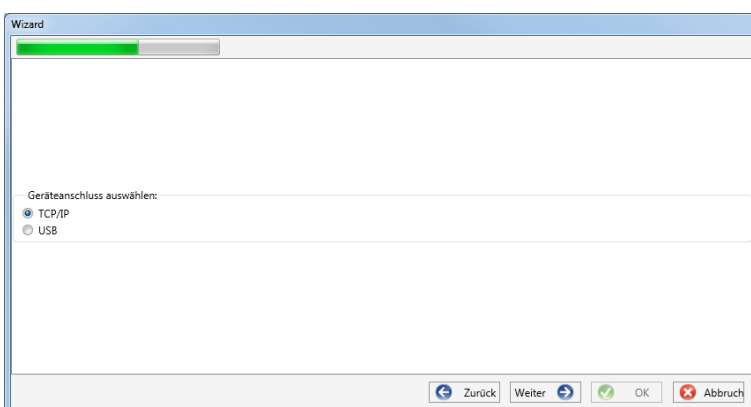 Wizard
Geräteanschluss auswählen:
TCP/IP
USB
Zurück Weiter OK Abbruch